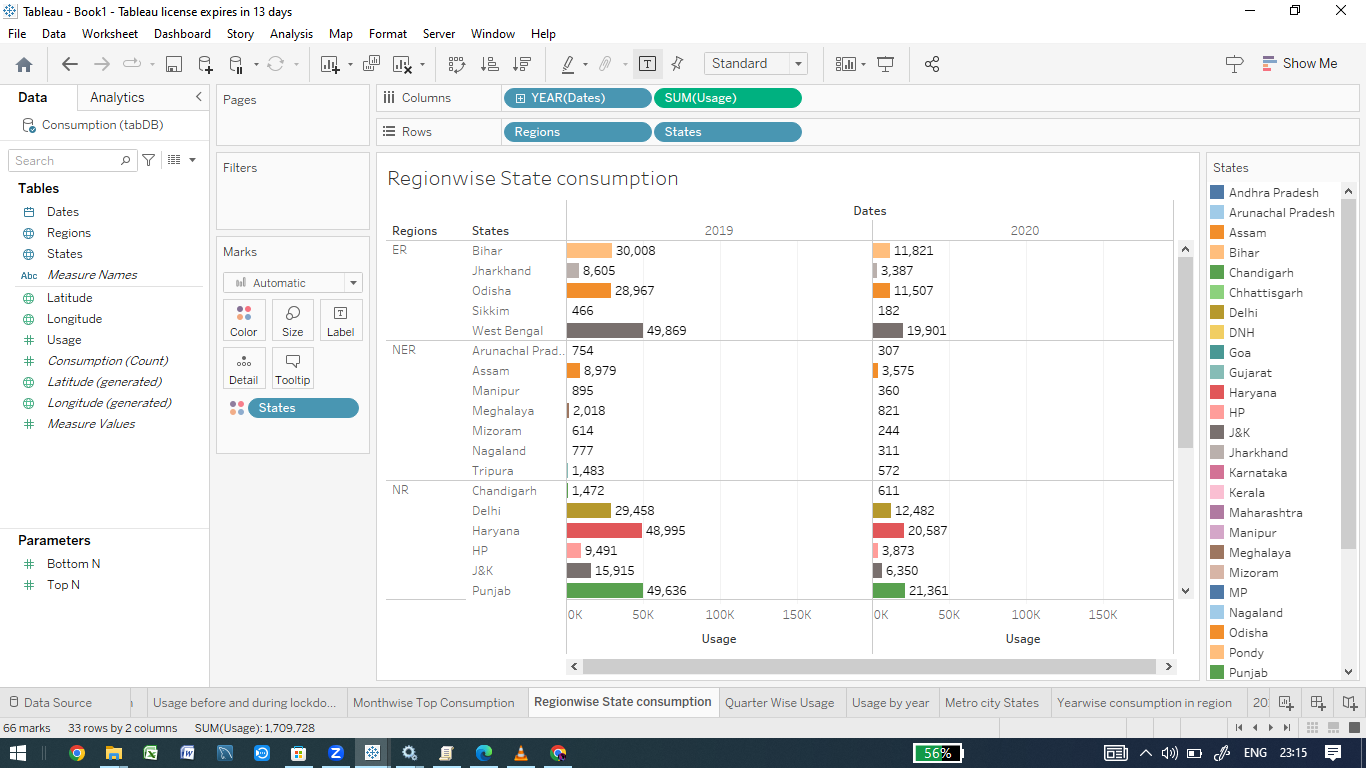 Tableau - Book1 - Tableau license expires in 13 days
File Data Worksheet Dashboard Story Analysis Map Format Server Window Help
Standard
Show Me
Data Analytics
Consumption (tabDB)
Search
Tables
Dates
Regions
States
Abc Measure Names
Latitude
Longitude
Usage
Consumption (Count)
Latitude (generated)
Longitude (generated)
Measure Values
Parameters
Bottom N
Top N
Pages
Filters
Marks
Automatic
Color Size Label
Detail Tooltip
States
Columns YEAR(Dates) SUM(Usage)
Rows Regions States
Regionwise State consumption
Dates
Regions States 2019 2020
ER Bihar 30,008 11,821
Jharkhand 8,605 3,387
Odisha 28,967 11,507
Sikkim 466 182
West Bengal 49,869 19,901
NER Arunachal Prad.. 754 307
Assam 8,979 3,575
Manipur 895 360
Meghalaya 2,018 821
Mizoram 614 244
Nagaland 777 311
Tripura 1,483 572
NR Chandigarh 1,472 611
Delhi 29,458 12,482
Haryana 48,995 20,587
HP 9,491 3,873
J&K 15,915 6,350
Punjab 49,636 21,361
0K 50K 100K 150K 0K 50K 100K 150K
Usage Usage
States
Andhra Pradesh
Arunachal Pradesh
Assam
Bihar
Chandigarh
Chhattisgarh
Delhi
DNH
Goa
Gujarat
Haryana
HP
J&K
Jharkhand
Karnataka
Kerala
Maharashtra
Manipur
Meghalaya
Mizoram
MP
Nagaland
Odisha
Pondy
Punjab
Data Source Usage before and during lockdo... Monthwise Top Consumption Regionwise State consumption Quarter Wise Usage Usage by year Metro city States Yearwise consumption in region 20
66 marks 33 rows by 2 columns SUM(Usage): 1,709,728
56% ENG 23:15